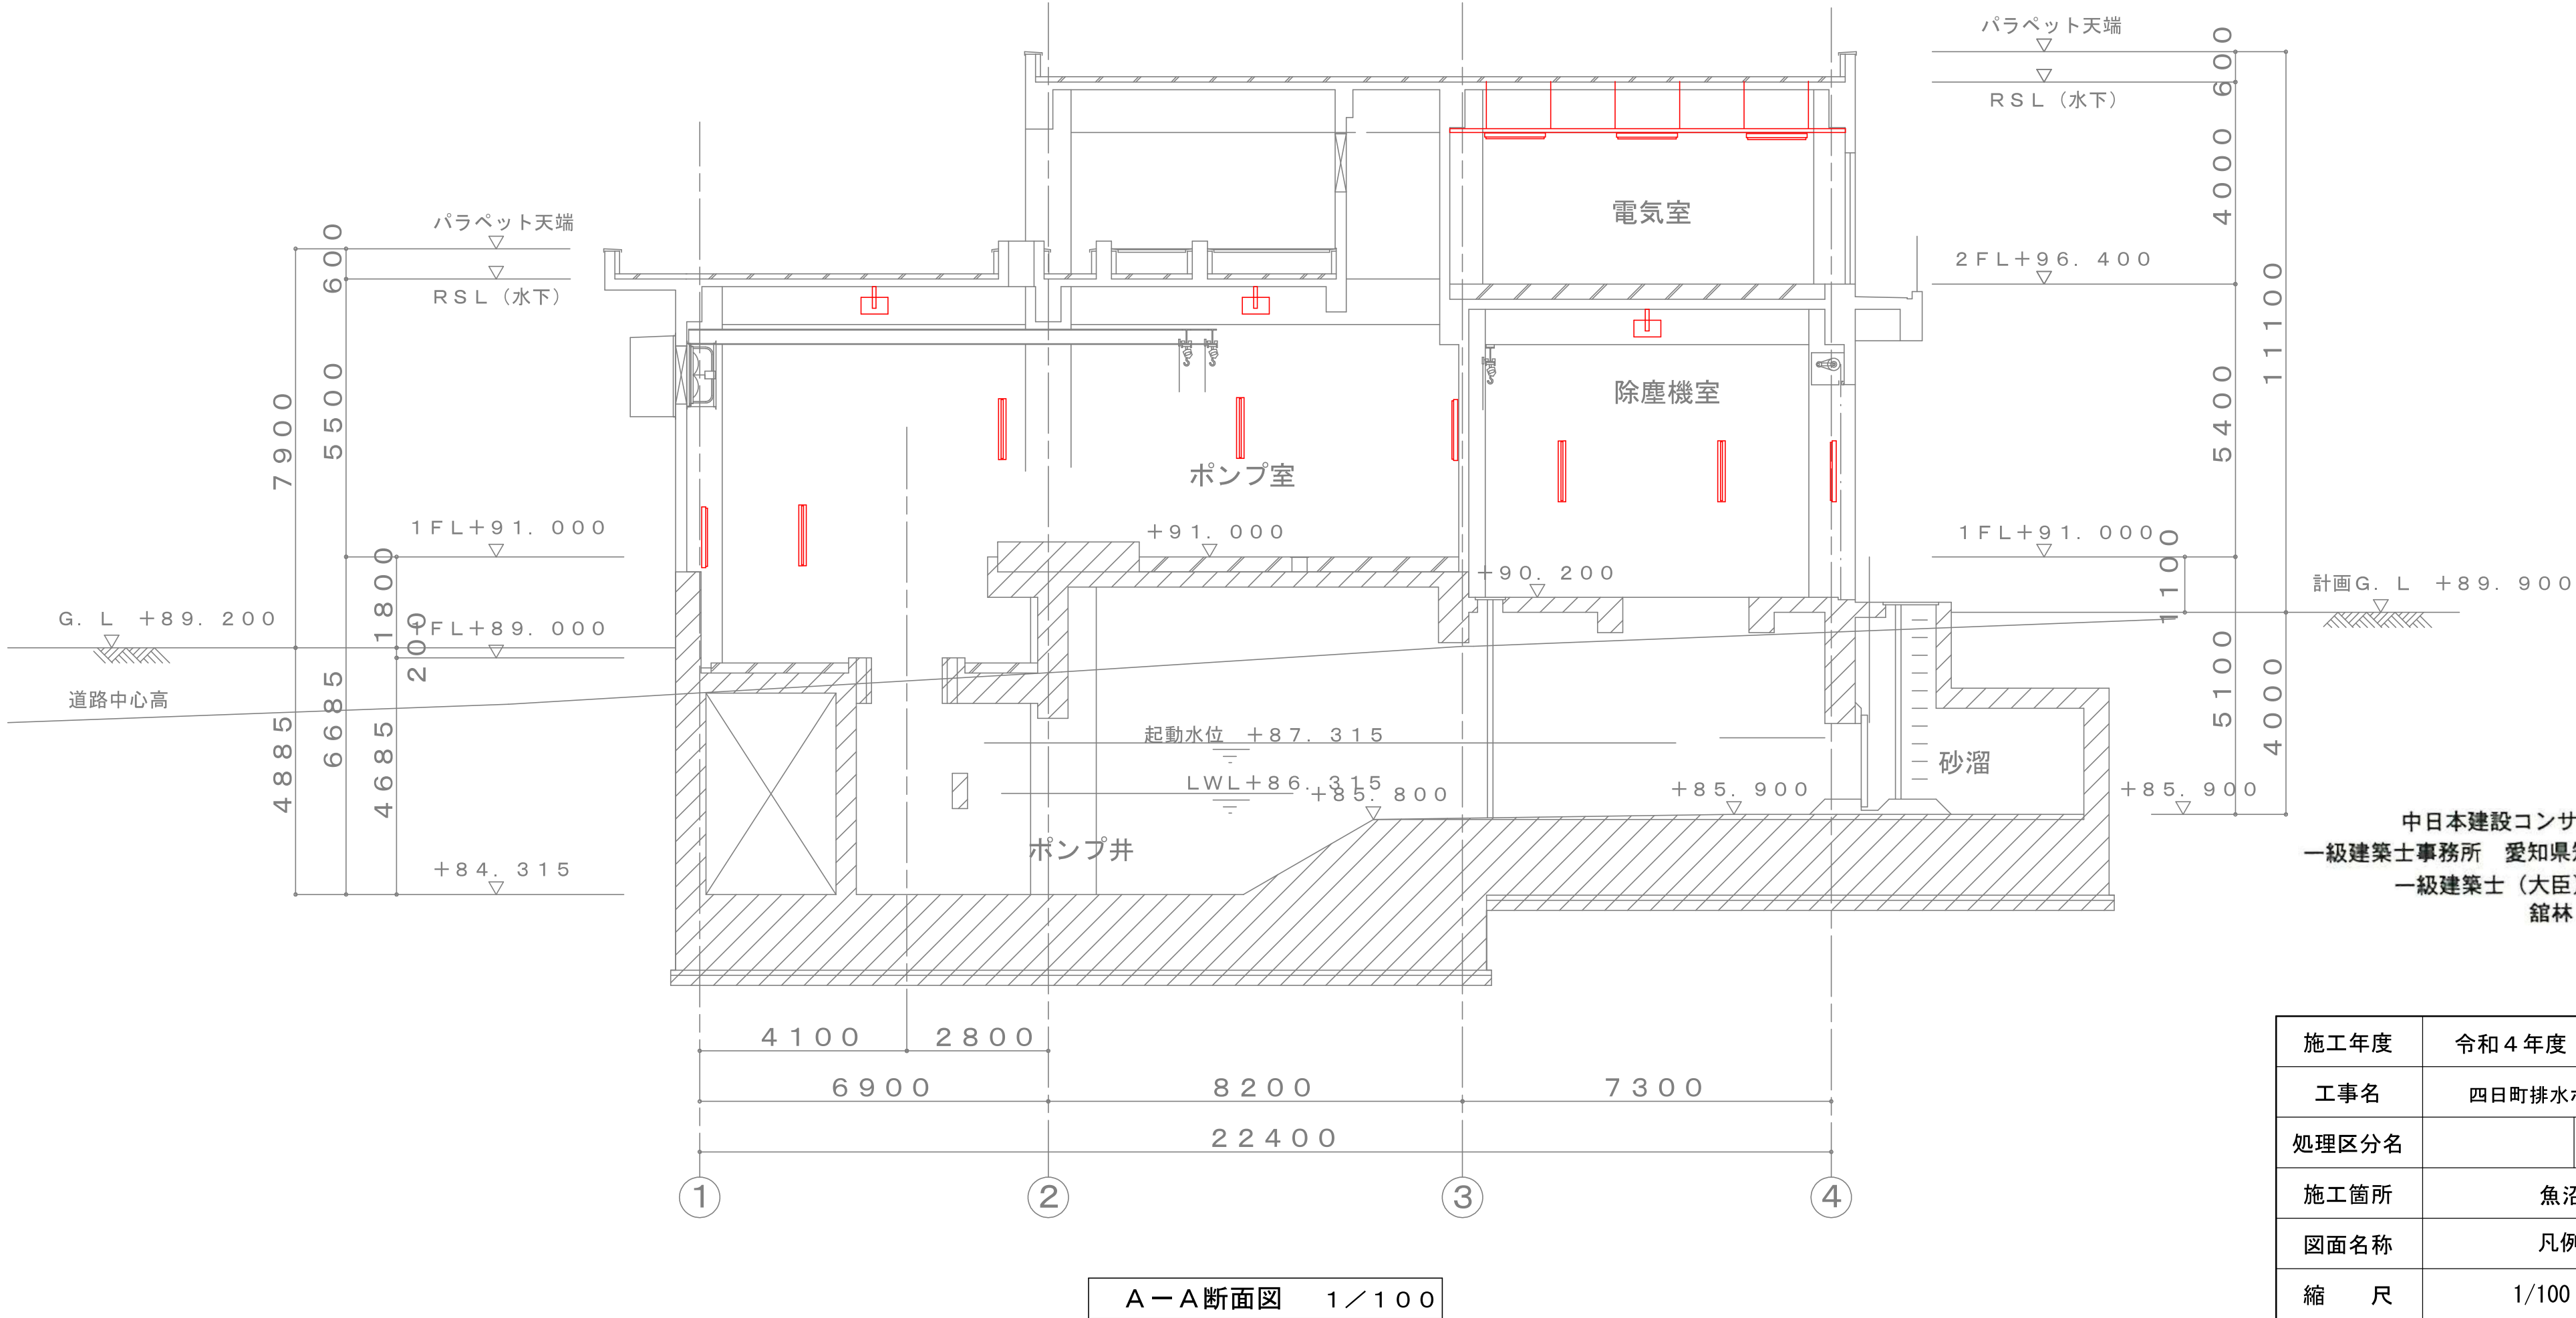 パラペット天端
RSL（水下）
600
4000
11100
電気室
2FL+96. 400
パラペット天端
RSL（水下）
600
5500
7900
除塵機室
5400
ポンプ室
1FL+91. 000
+91. 000
1FL+91. 000
1100
+90. 200
計画G. L +89. 900
1800
G. L +89. 200
1FL+89. 000
200
道路中心高
6685
4885
4685
5100
4000
起動水位 +87. 315
LWL+86. 315
+85. 800
+85. 900
砂溜
+85. 900
ポンプ井
+84. 315
中日本建設コンサ
一級建築士事務所 愛知県
一級建築士（大臣
舘林
4100
2800
6900
8200
7300
22400
1
2
3
4
A－A断面図 1／100
施工年度 令和4年度
工事名 四日町排水
処理区分名
施工箇所 魚沼
図面名称 凡例
縮 尺 1/100